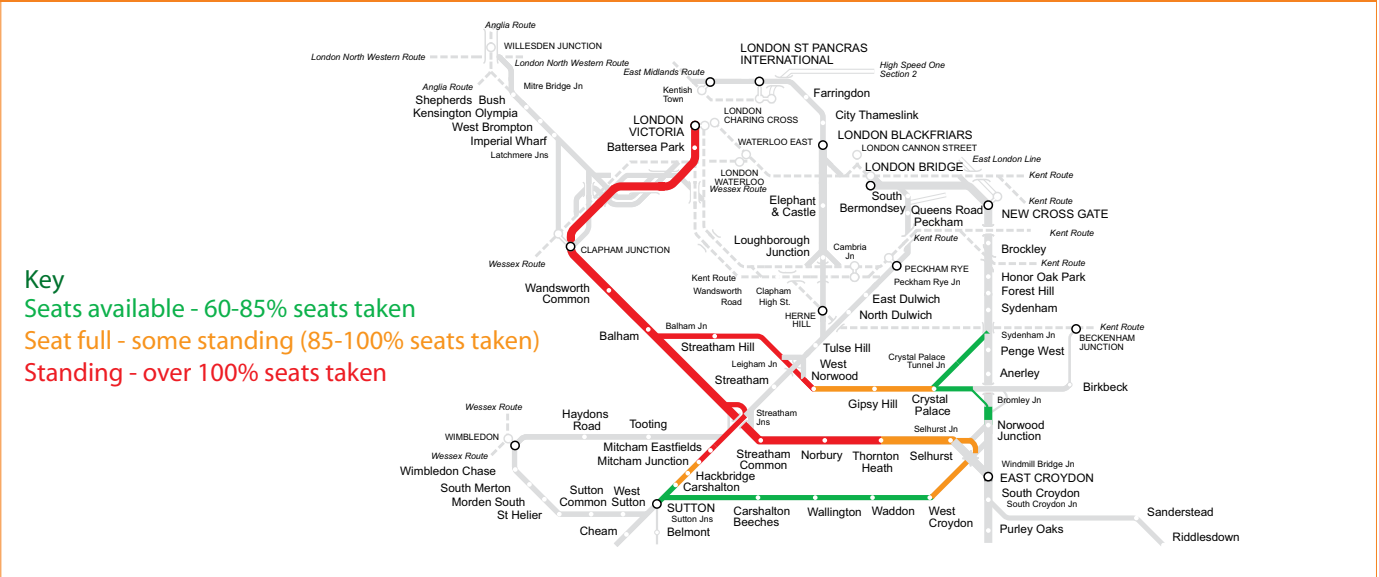 Anglia Route
WILLESDEN JUNCTION
London North Western Route
London North Western Route
Anglia Route
Mitre Bridge Jn
Shepherds Bush
Kensington Olympia
West Brompton
Imperial Wharf
Latchmere Jns
LONDON ST PANCRAS
INTERNATIONAL
High Speed One
Section 2
East Midlands Route
Kentish
Town
Farringdon
City Thameslink
LONDON
CHARING CROSS
LONDON
VICTORIA
Battersea Park
WATERLOO EAST
LONDON BLACKFRIARS
LONDON CANNON STREET
East London Line
LONDON BRIDGE
Kent Route
LONDON
WATERLOO
Wessex Route
Elephant
& Castle
South
Bermondsey
Queens Road
Peckham
Kent Route
NEW CROSS GATE
Kent Route
Kent Route
Brockley
Loughborough
Junction
Cambria
Jn
CLAPHAM JUNCTION
Wessex Route
Kent Route
PECKHAM RYE
Peckham Rye Jn
Honor Oak Park
Forest Hill
Sydenham
Kent Route
Wandsworth
Road
Clapham
High St.
Key
Seats available - 60-85% seats taken
Seat full - some standing (85-100% seats taken)
Standing - over 100% seats taken
Wandsworth
Common
East Dulwich
North Dulwich
HERNE
HILL
Balham
Balham Jn
Streatham Hill
Leigham Jn
Streatham
Tulse Hill
West
Norwood
Kent Route
BECKENHAM
JUNCTION
Sydenham Jn
Penge West
Crystal Palace
Tunnel Jn
Anerley
Birkbeck
Gipsy Hill
Crystal
Palace
Bromley Jn
Norwood
Junction
Wessex Route
WIMBLEDON
Wessex Route
Haydons
Road
Tooting
Streatham
Jns
Mitcham Eastfields
Mitcham Junction
Streatham
Common
Norbury
Thornton
Heath
Selhurst
Selhurst Jn
Windmill Bridge Jn
EAST CROYDON
South Croydon
South Croydon Jn
Wimbledon Chase
South Merton
Morden South
St Helier
Hackbridge
Carshalton
Sutton
Common
West
Sutton
SUTTON
Sutton Jns
Belmont
Cheam
Carshalton
Beeches
Wallington
Waddon
West
Croydon
Purley Oaks
Sanderstead
Riddlesdown